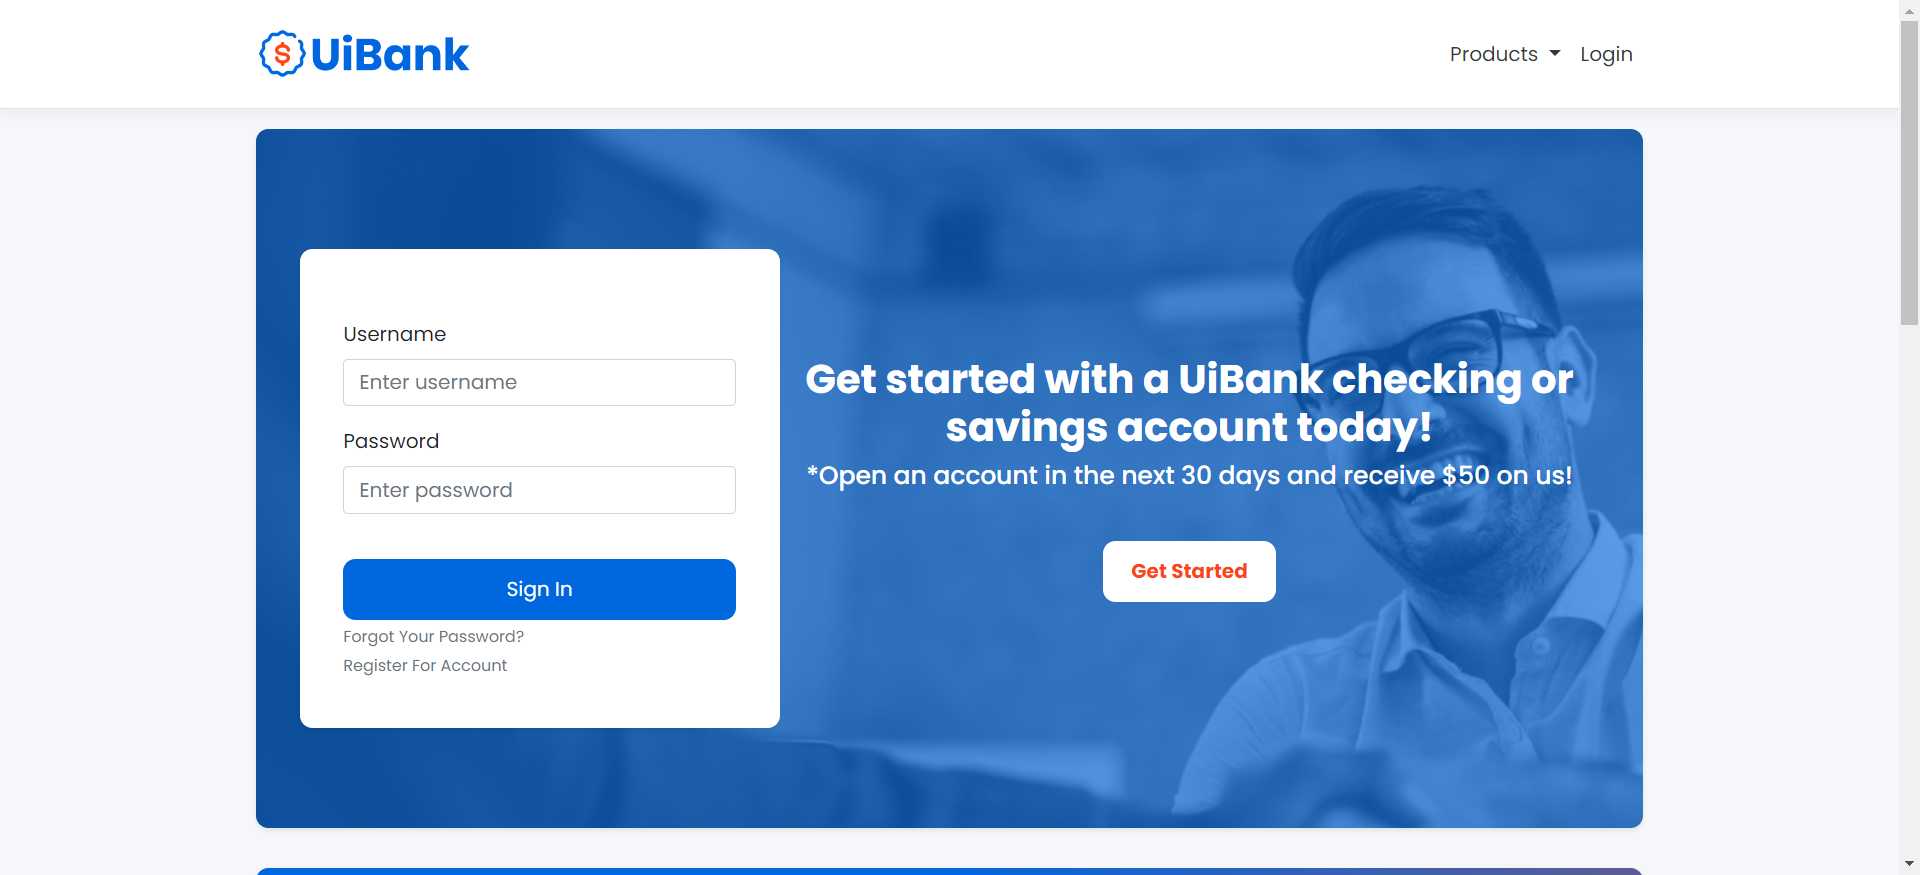 UiBank
Products
Login
Username
Enter username
Password
Enter password
Sign In
Forgot Your Password?
Register For Account
Get started with a UiBank checking or
savings account today!
*Open an account in the next 30 days and receive $50 on us!
Get Started